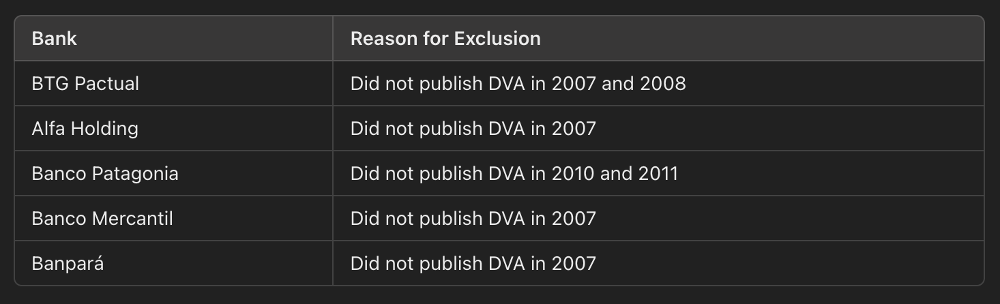 Bank Reason for Exclusion
BTG Pactual Did not publish DVA in 2007 and 2008
Alfa Holding Did not publish DVA in 2007
Banco Patagonia Did not publish DVA in 2010 and 2011
Banco Mercantil Did not publish DVA in 2007
Banpará Did not publish DVA in 2007